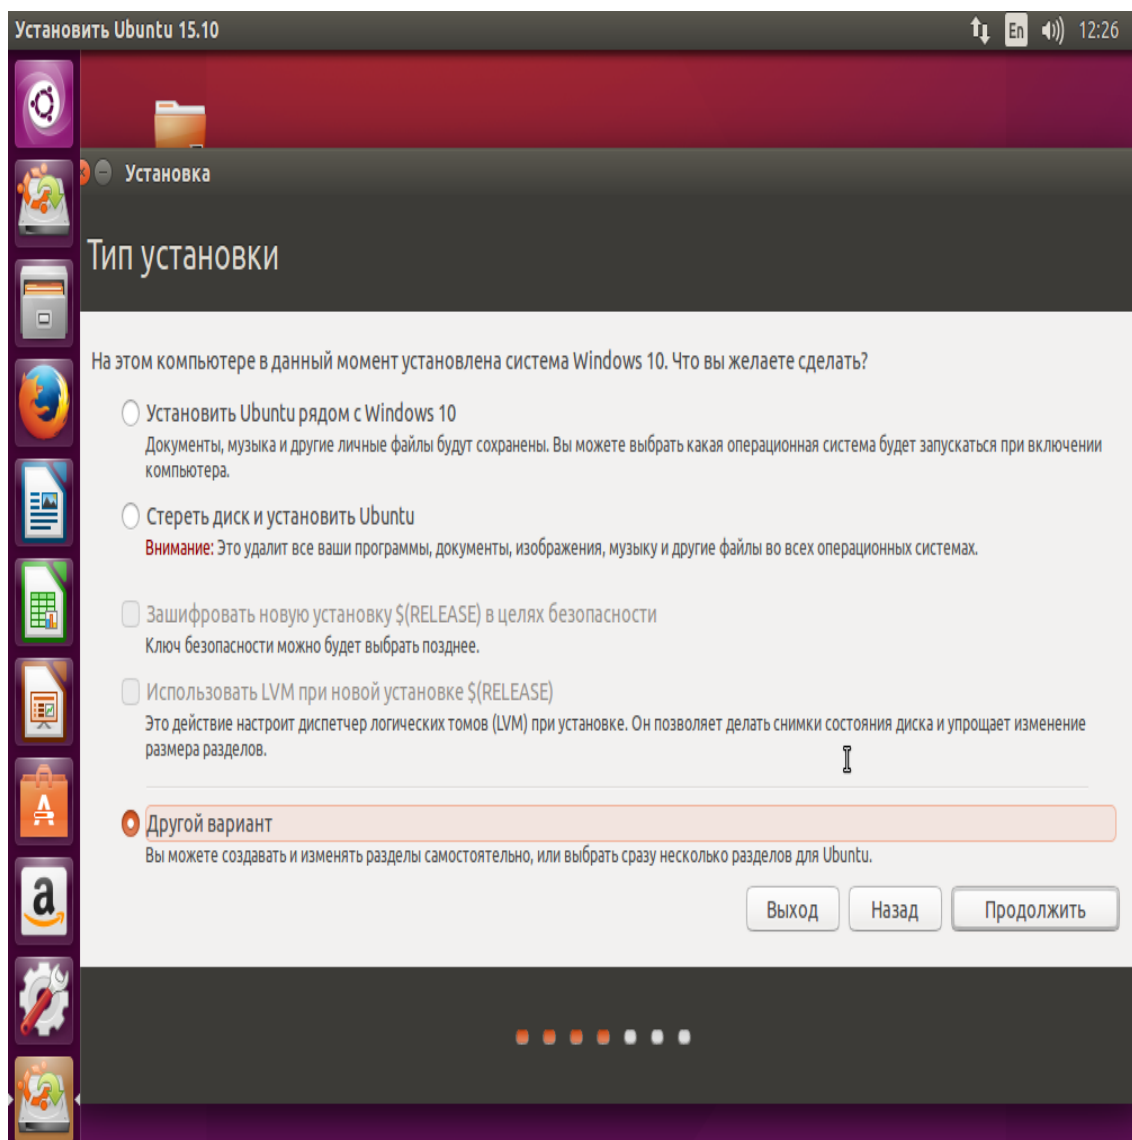 Установить Ubuntu 15.10
En
12:26
Установка
Тип установки
На этом компьютере в данный момент установлена система Windows 10. Что вы желаете сделать?
Установить Ubuntu рядом с Windows 10
Документы, музыка и другие личные файлы будут сохранены. Вы можете выбрать какая операционная система будет запускаться при включении
компьютера.
Стереть диск и установить Ubuntu
Внимание: Это удалит все ваши программы, документы, изображения, музыку и другие файлы во всех операционных системах.
Зашифровать новую установку $(RELEASE) в целях безопасности
Ключ безопасности можно будет выбрать позднее.
Использовать LVM при новой установке $(RELEASE)
Это действие настроит диспетчер логических томов (LVM) при установке. Он позволяет делать снимки состояния диска и упрощает изменение
размера разделов.
Другой вариант
Вы можете создавать и изменять разделы самостоятельно, или выбрать сразу несколько разделов для Ubuntu.
Выход
Назад
Продолжить